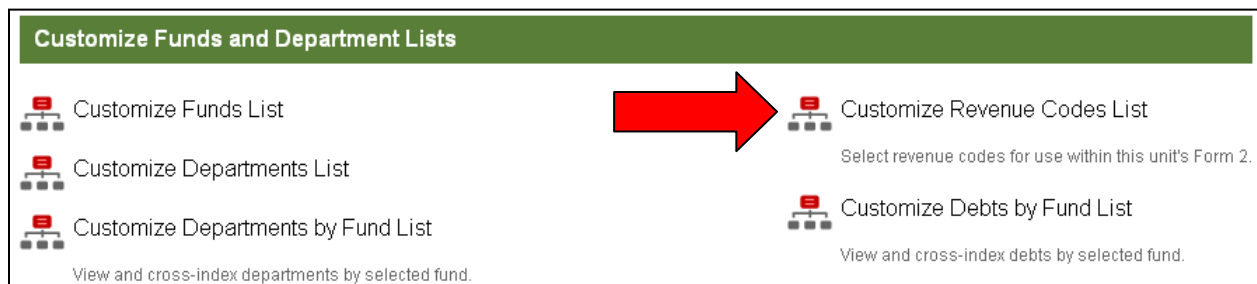 Customize Funds and Department Lists
Customize Funds List
Customize Departments List
Customize Departments by Fund List
View and cross-index departments by selected fund.
Customize Revenue Codes List
Select revenue codes for use within this unit's Form 2.
Customize Debts by Fund List
View and cross-index debts by selected fund.